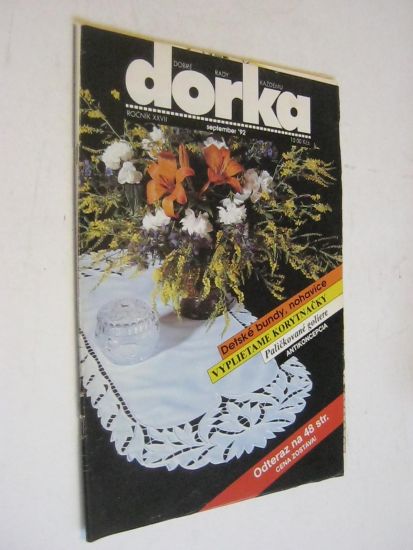 DOBRÉ RADY KAŽDÉMU
dorka
ROČNÍK XXVII
september '92
Detské bundy, nohavice
VYPLIETAME KORYTNAČKY
Paličkované goliere
ANTIKONCEPCIA
Odteraz na 48 str.
CENA ZOSTÁVA!